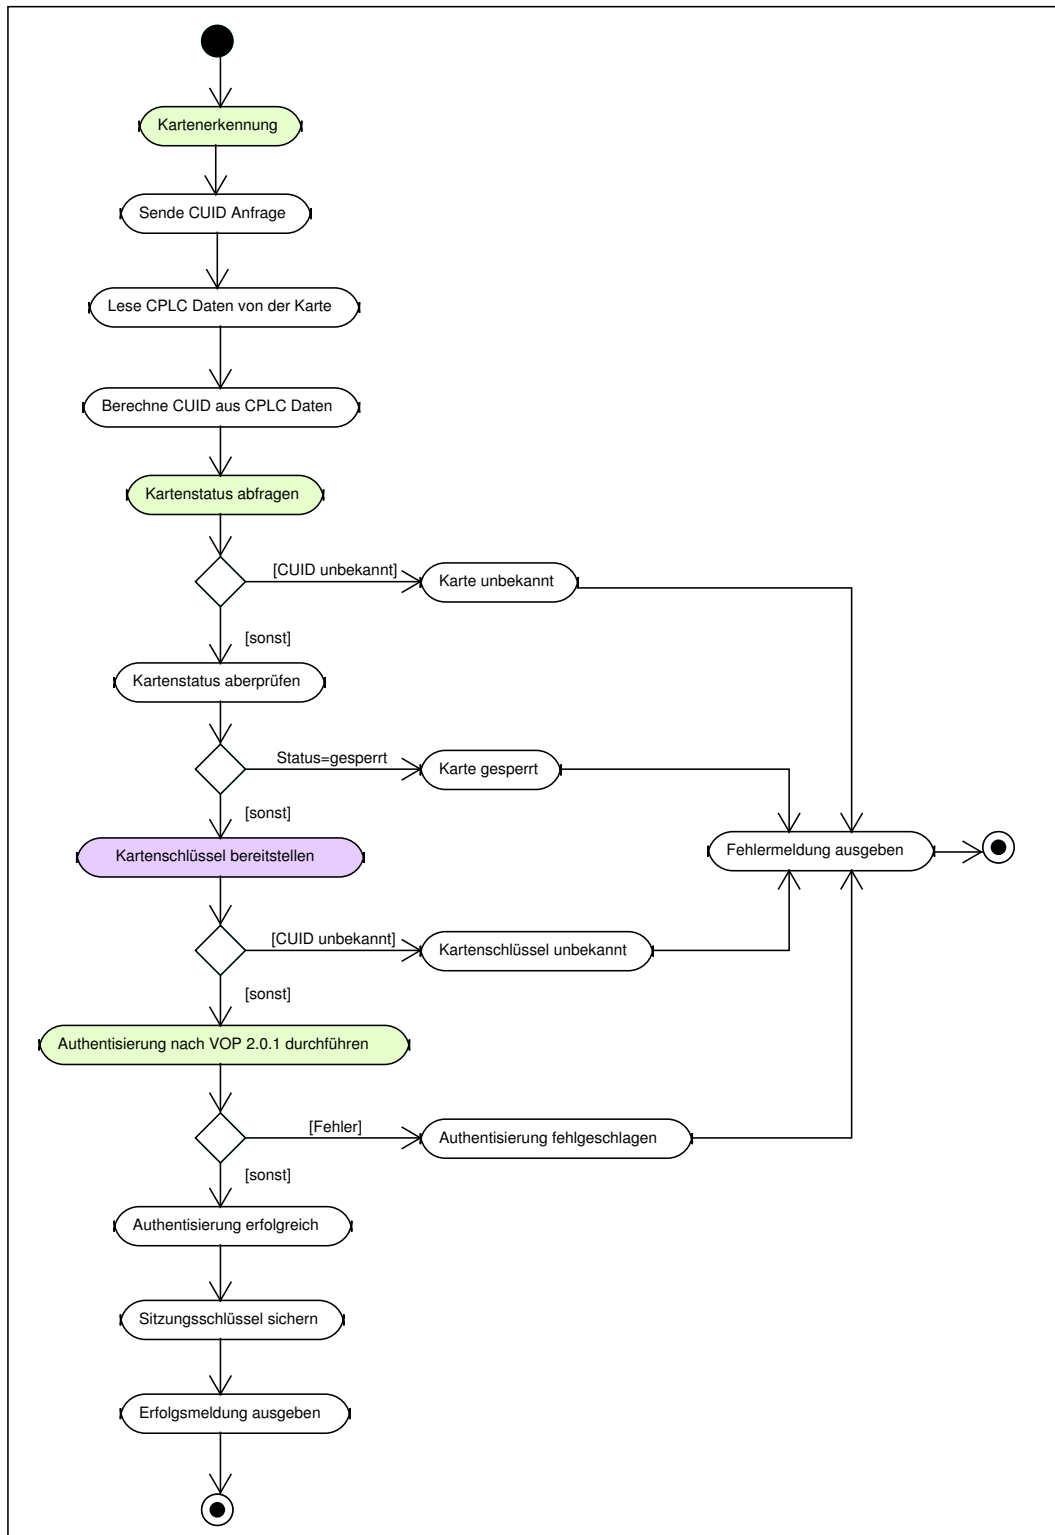 Kartenerkennung
Sende CUID Anfrage
Lese CPLC Daten von der Karte
Berechne CUID aus CPLC Daten
Kartenstatus abfragen
[CUID unbekannt]
Karte unbekannt
[sonst]
Kartenstatus aberprüfen
Status=gesperrt
Karte gesperrt
[sonst]
Kartenschlüssel bereitstellen
Fehlermeldung ausgeben
[CUID unbekannt]
Kartenschlüssel unbekannt
[sonst]
Authentisierung nach VOP 2.0.1 durchführen
[Fehler]
Authentisierung fehlgeschlagen
[sonst]
Authentisierung erfolgreich
Sitzungsschlüssel sichern
Erfolgsmeldung ausgeben